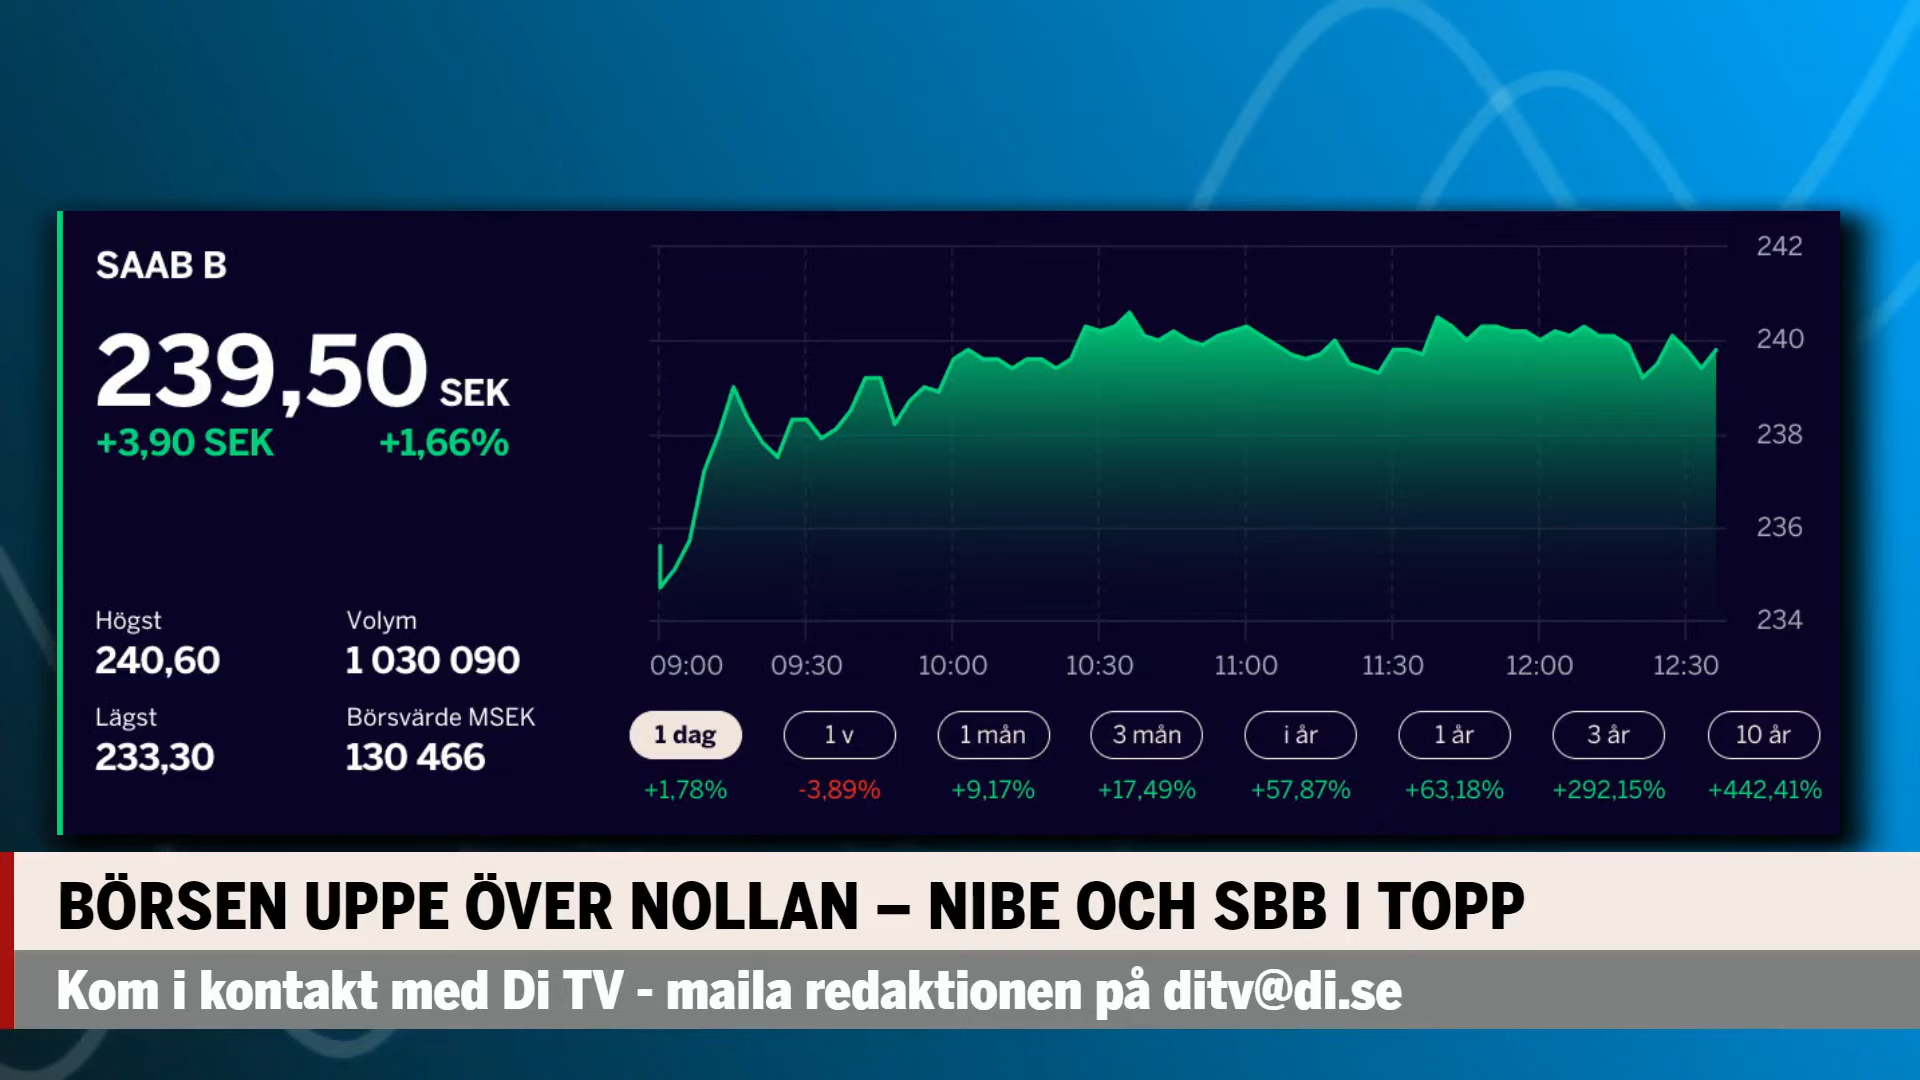 SAAB B
239,50 SEK
+3,90 SEK +1,66%
Högst Volym
240,60 1 030 090
Lägst Börsvärde MSEK
233,30 130 466
242
240
238
236
234
09:00 09:30 10:00 10:30 11:00 11:30 12:00 12:30
1 dag 1 v 1 mån 3 mån i år 1 år 3 år 10 år
+1,78% -3,89% +9,17% +17,49% +57,87% +63,18% +292,15% +442,41%
BÖRSEN UPPE ÖVER NOLLAN – NIBE OCH SBB I TOPP
Kom i kontakt med Di TV - maila redaktionen på ditv@di.se